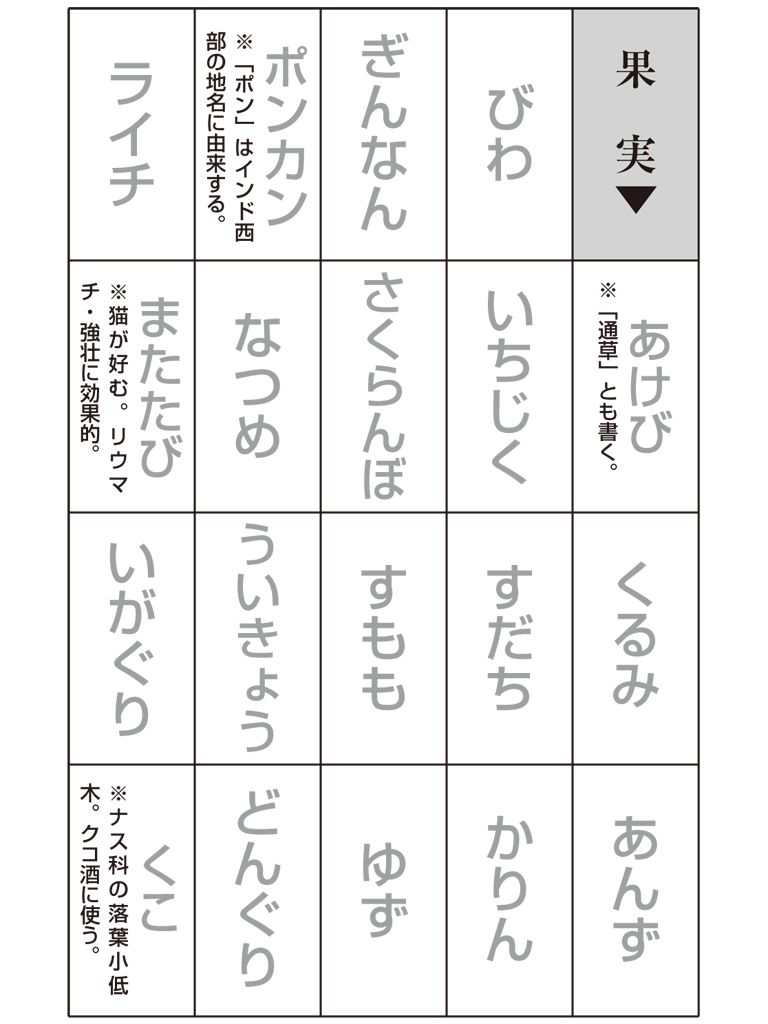 果実▼
あけび
※「通草」とも書く。
くるみ
あんず
びわ
いちじく
すだち
かりん
ぎんなん
さくらんぼ
すもも
ゆず
ポンカン
※「ポン」はインド西
部の地名に由来する。
なつめ
ういきょう
どんぐり
ライチ
またたび
※猫が好む。リウマ
チ・強壮に効果的。
いがぐり
くこ
※ナス科の落葉小低
木。クコ酒に使う。